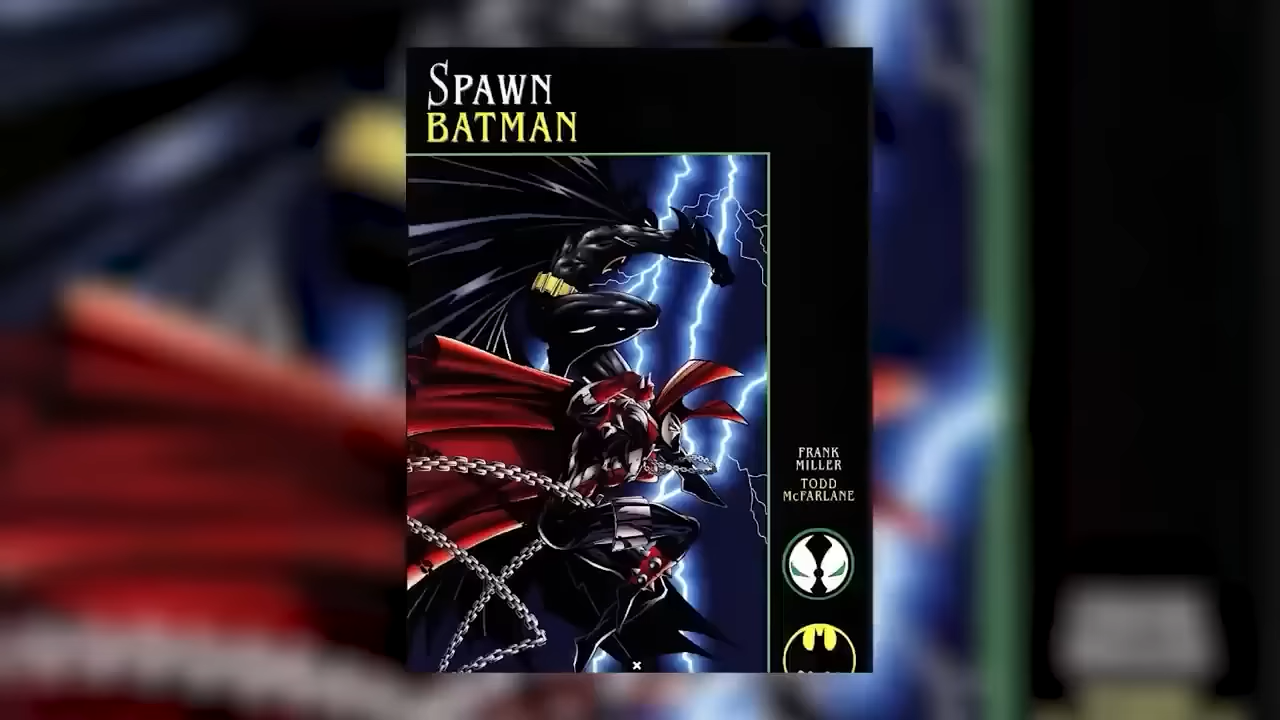 SPAWN
BATMAN
FRANK
MILLER
TODD
McFARLANE